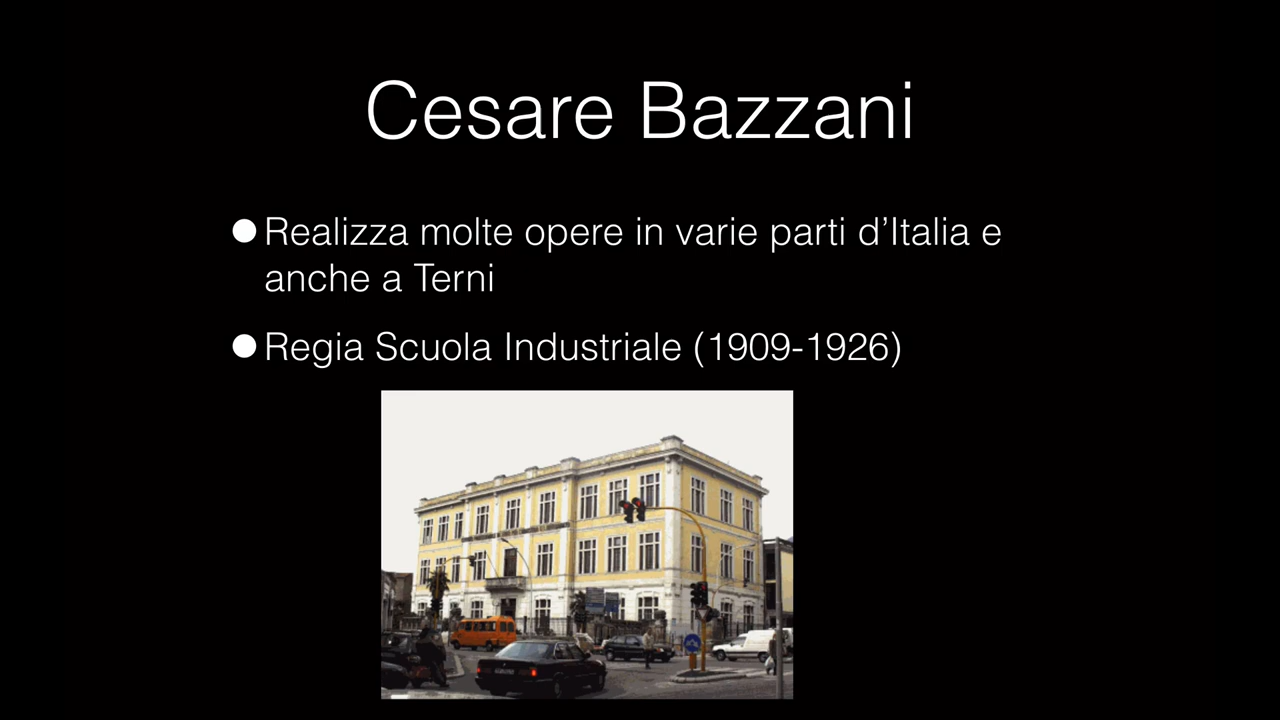 Cesare Bazzani
● Realizza molte opere in varie parti d’Italia e
anche a Terni
● Regia Scuola Industriale (1909-1926)